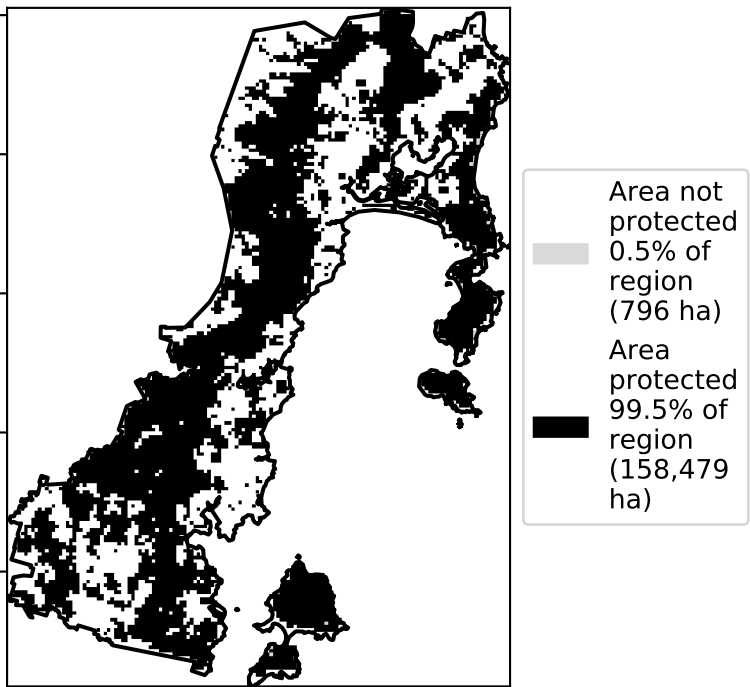 Area not
protected
0.5% of
region
(796 ha)
Area
protected
99.5% of
region
(158,479
ha)